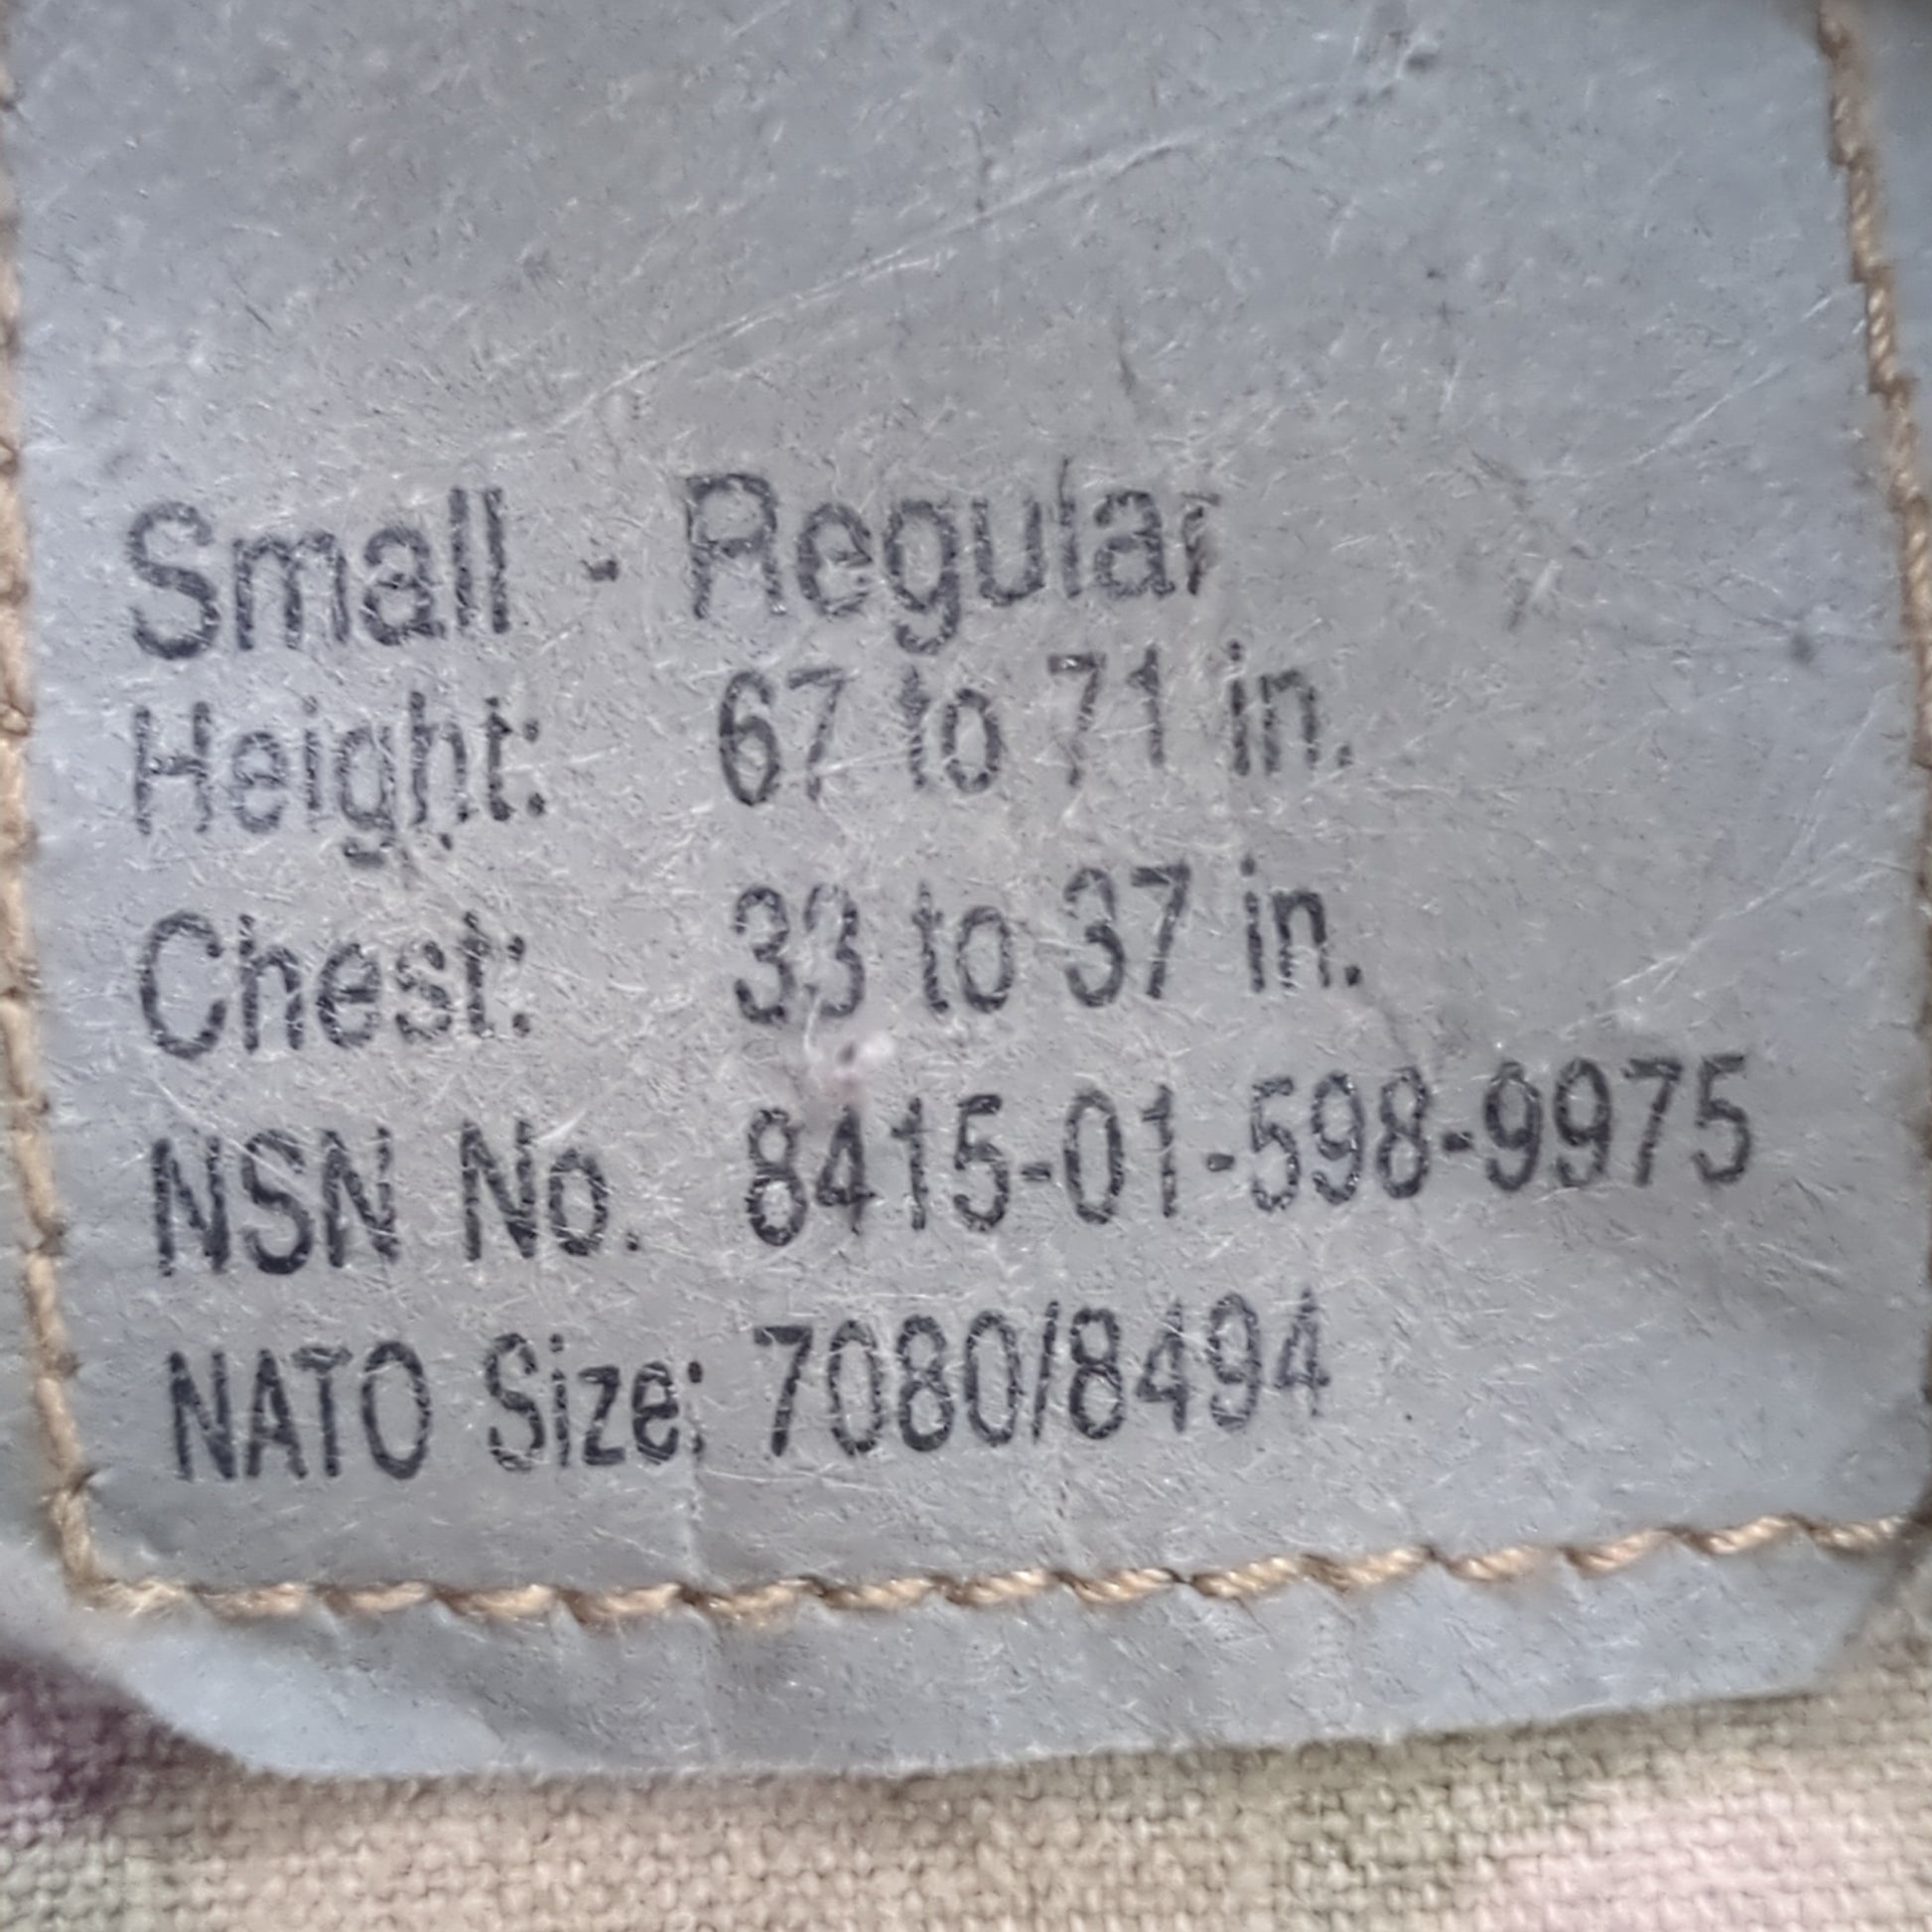 Small - Regular
Height: 67 to 71 in.
Chest: 33 to 37 in.
NSN No. 8415-01-598-9975
NATO Size: 7080/8494